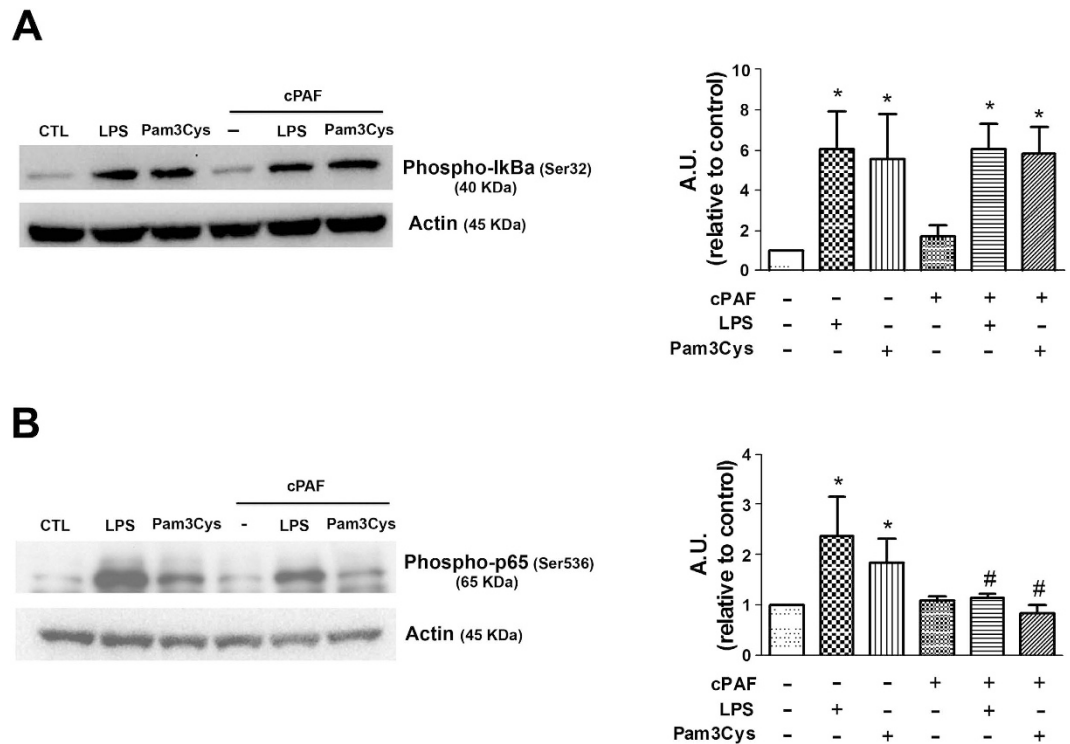 A
cPAF
CTL LPS Pam3Cys – LPS Pam3Cys
Phospho-IkBa (Ser32)
(40 KDa)
Actin (45 KDa)
A.U.
(relative to control)
10
8
6
4
2
0
* * * *
cPAF - - - + + +
LPS - + - - + -
Pam3Cys - - + - - +
B
cPAF
CTL LPS Pam3Cys - LPS Pam3Cys
Phospho-p65 (Ser536)
(65 KDa)
Actin (45 KDa)
A.U.
(relative to control)
4
3
2
1
0
* * # #
cPAF - - - + + +
LPS - + - - + -
Pam3Cys - - + - - +